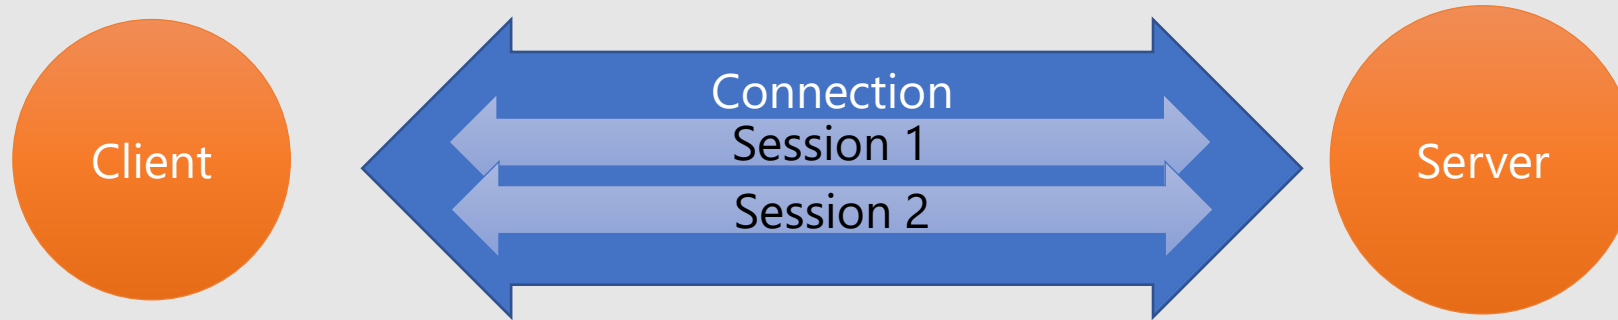 Client
Connection
Session 1
Session 2
Server